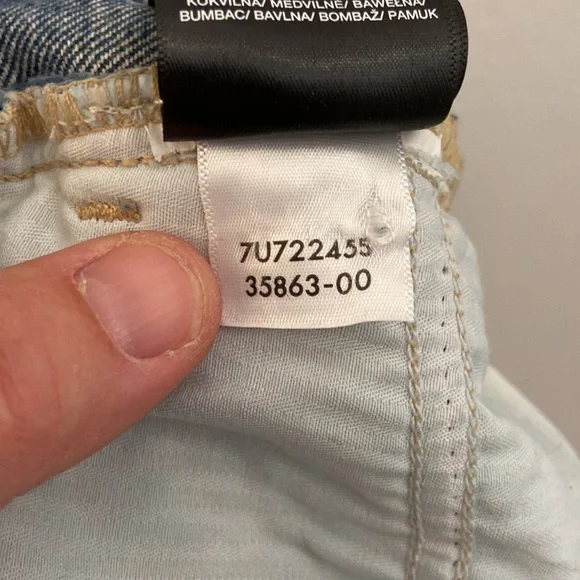 KOKVILNA/ MEDVILNĖ/ BAWEŁNA/
BUMBAC/ BAVLNA/ BOMBAŽ/ PAMUK
7U722455
35863-00